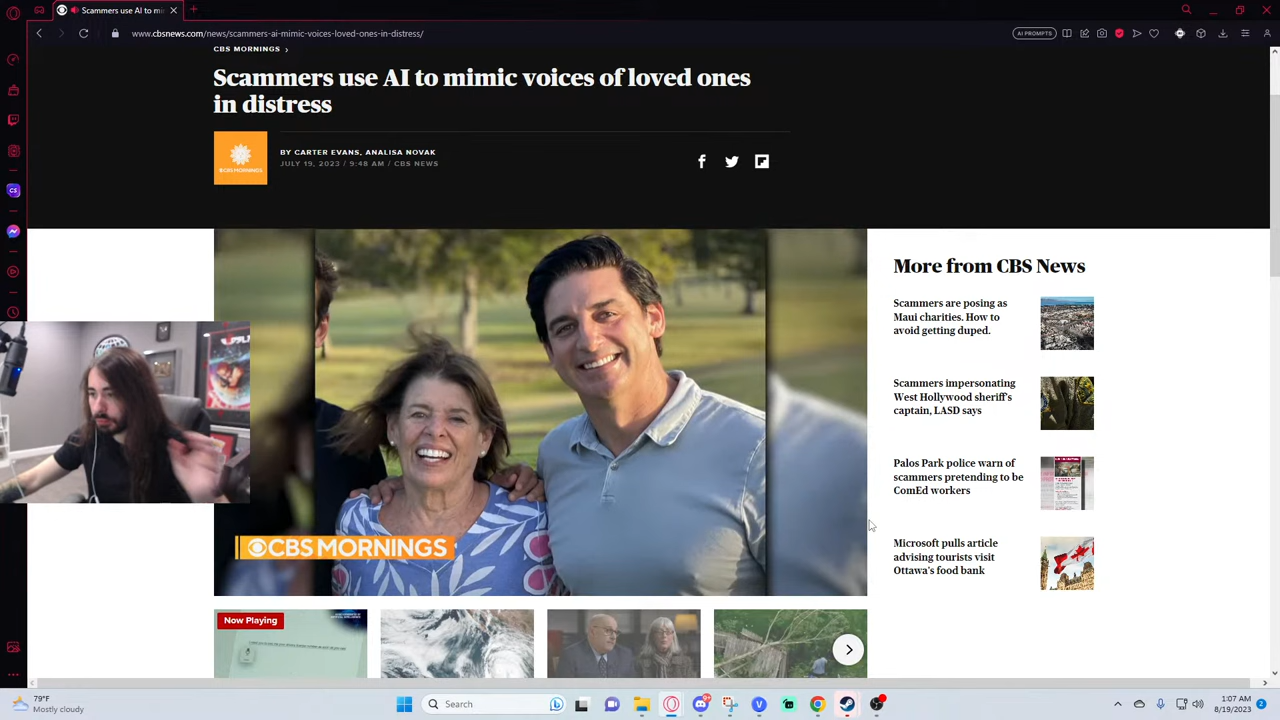 Scammers use AI to mi
www.cbsnews.com/news/scammers-ai-mimic-voices-loved-ones-in-distress/
AI PROMPTS
CBS MORNINGS ›
Scammers use AI to mimic voices of loved ones
in distress
CBS MORNINGS
BY CARTER EVANS, ANALISA NOVAK
JULY 19, 2023 / 9:48 AM / CBS NEWS
CBS MORNINGS
More from CBS News
Scammers are posing as
Maui charities. How to
avoid getting duped.
Scammers impersonating
West Hollywood sheriff's
captain, LASD says
Palos Park police warn of
scammers pretending to be
ComEd workers
Microsoft pulls article
advising tourists visit
Ottawa's food bank
Now Playing
79°F
Mostly cloudy
Search
1:07 AM
8/19/2023